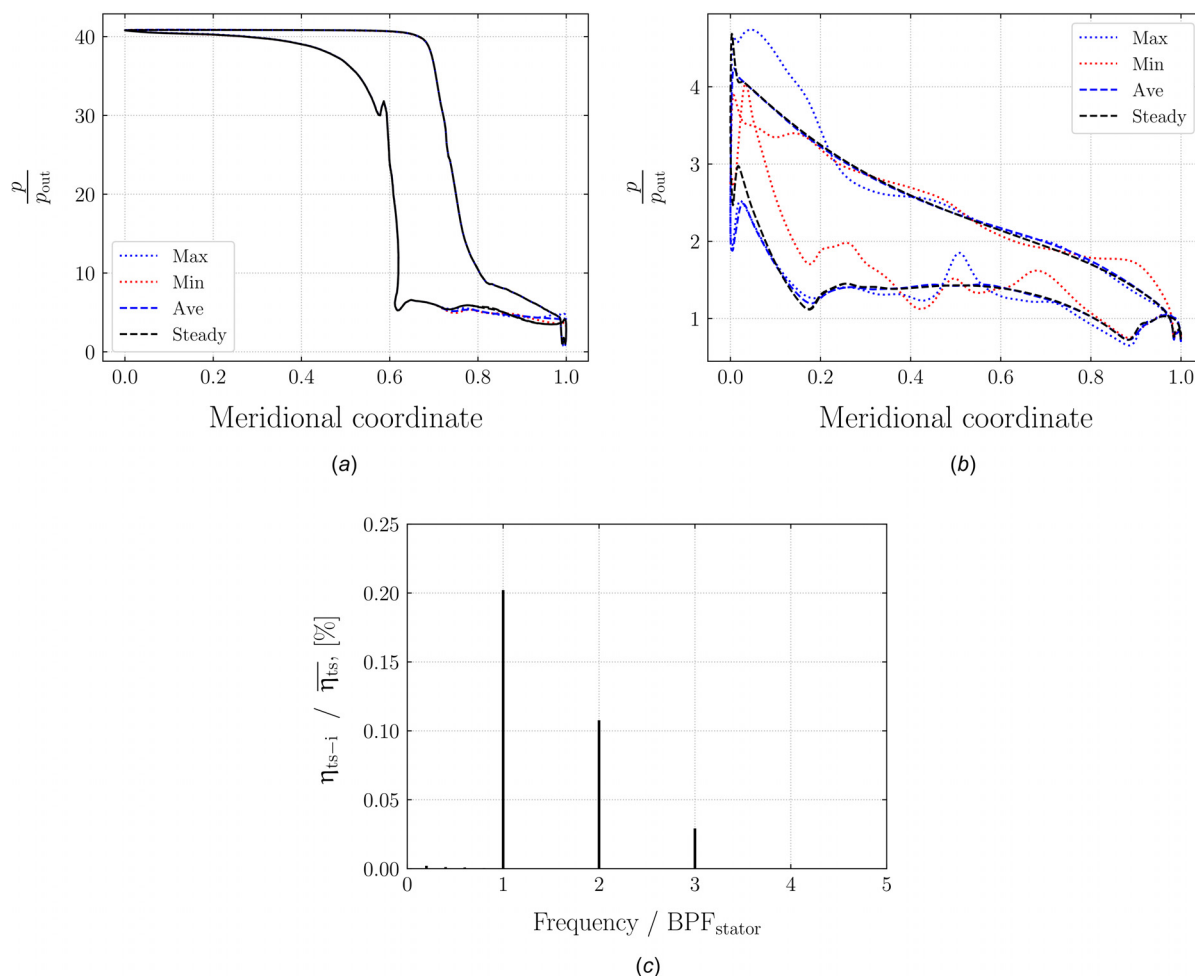 40
30
20
10
0
p
p_out
Max
Min
Ave
Steady
0.0 0.2 0.4 0.6 0.8 1.0
Meridional coordinate
(a)
4
3
2
1
p
p_out
Max
Min
Ave
Steady
0.0 0.2 0.4 0.6 0.8 1.0
Meridional coordinate
(b)
0.25
0.20
0.15
0.10
0.05
0.00
η_ts−i / η̅_ts, [%]
0 1 2 3 4 5
Frequency / BPF_stator
(c)